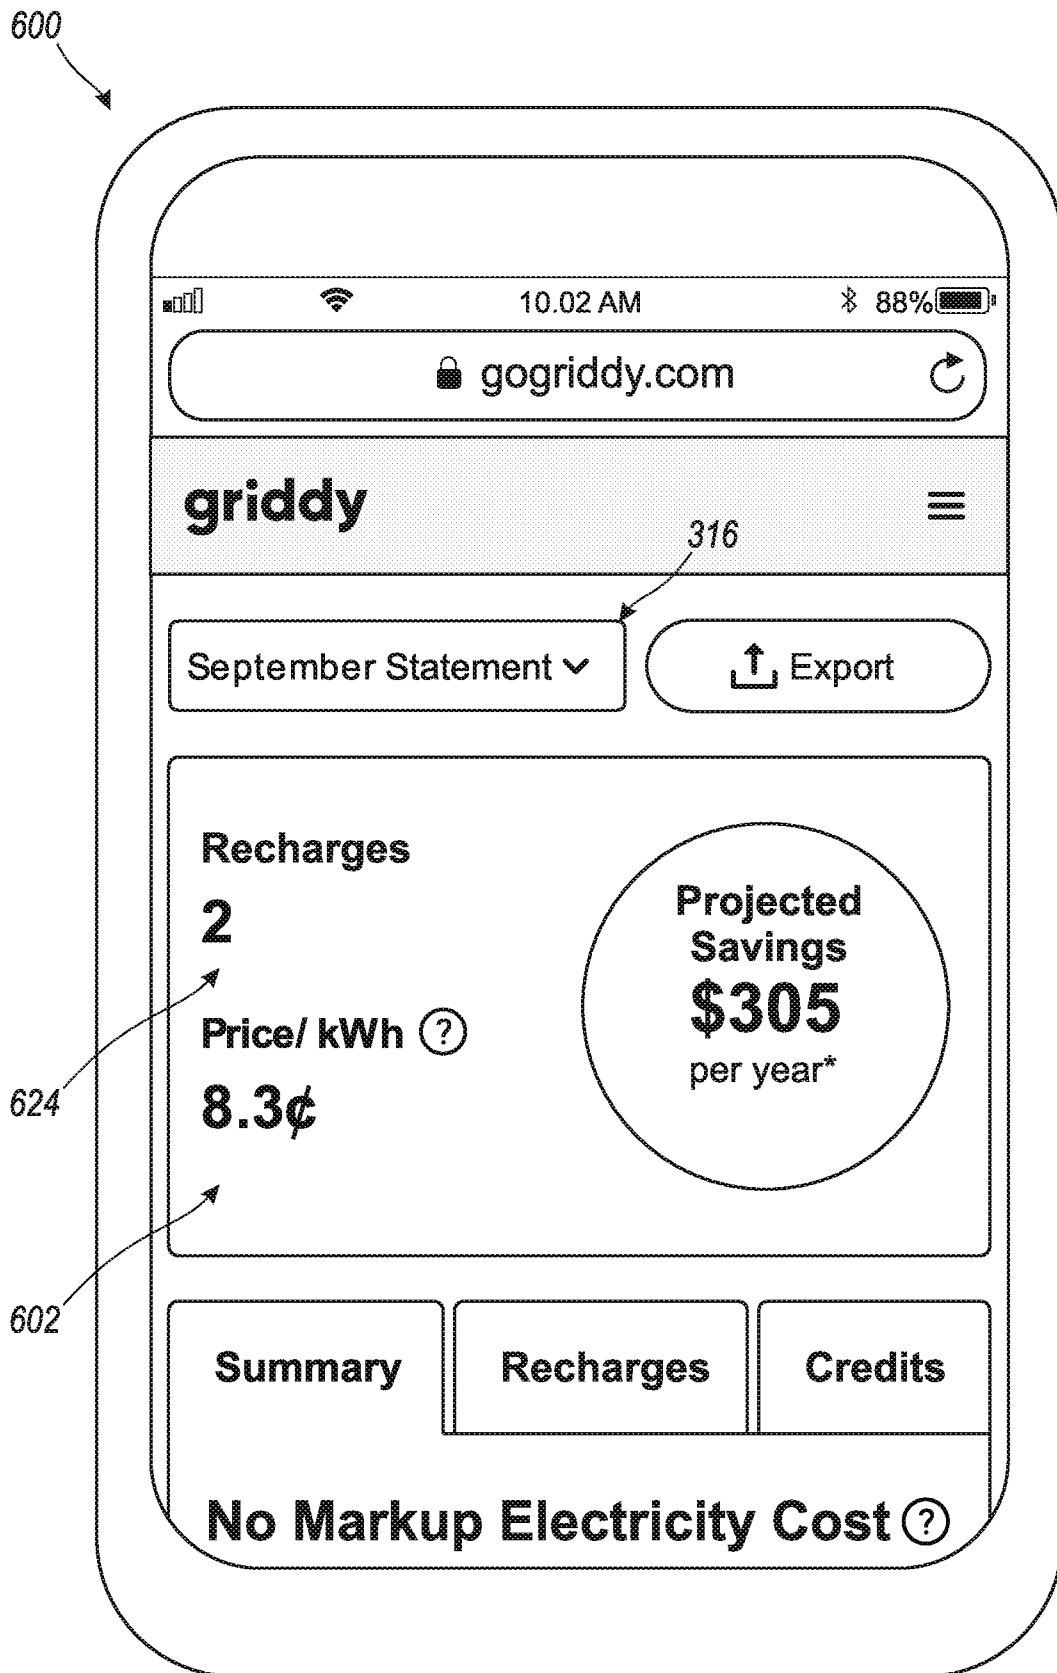 600
10.02 AM 88%
gogriddy.com
griddy
316
September Statement Export
Recharges
2
Projected
Savings
$305
per year*
Price/ kWh ?
8.3¢
624
602
Summary Recharges Credits
No Markup Electricity Cost ?